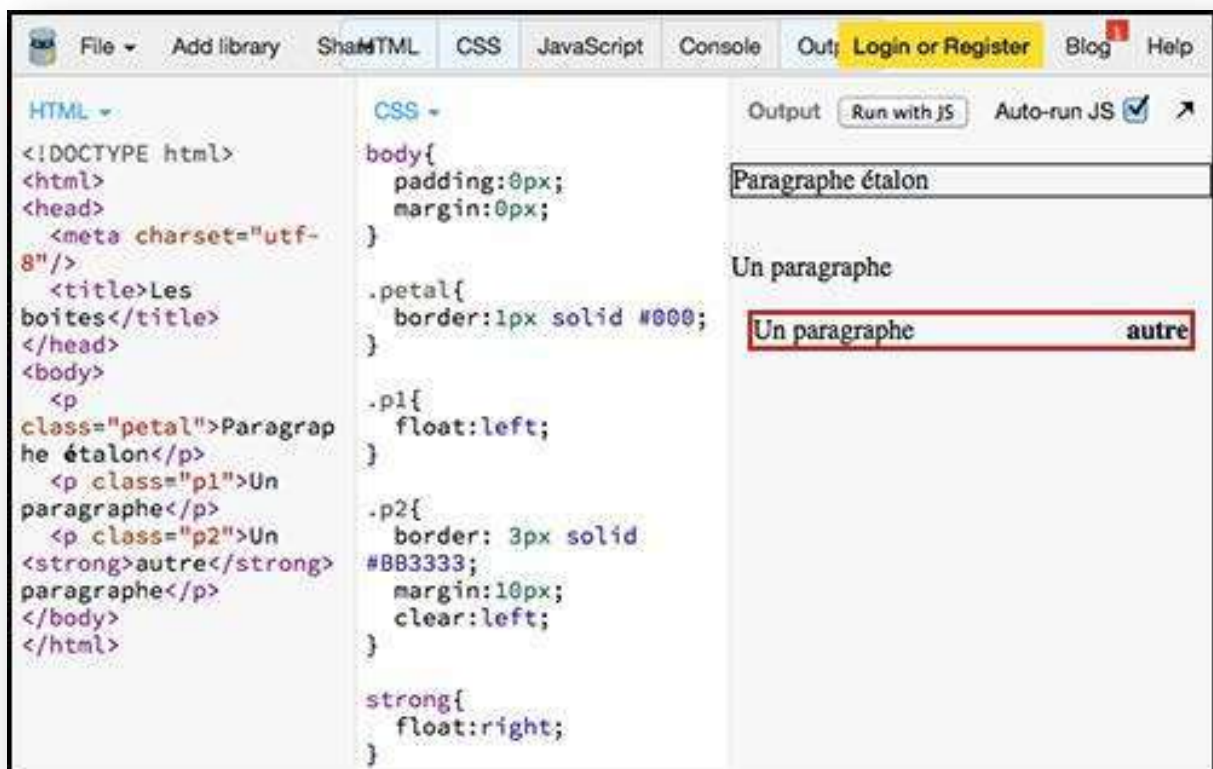 File Add library Share HTML CSS JavaScript Console Output Login or Register Blog 1 Help
HTML
<!DOCTYPE html>
<html>
<head>
<meta charset="utf-
8"/>
<title>Les
boites</title>
</head>
<body>
<p
class="petal">Paragrap
he étalon</p>
<p class="p1">Un
paragraphe</p>
<p class="p2">Un
<strong>autre</strong>
paragraphe</p>
</body>
</html>
CSS
body{
padding:0px;
margin:0px;
}
.petal{
border:1px solid #000;
}
.p1{
float:left;
}
.p2{
border: 3px solid
#BB3333;
margin:10px;
clear:left;
}
strong{
float:right;
}
Output Run with JS Auto-run JS
Paragraphe étalon
Un paragraphe
Un paragraphe autre